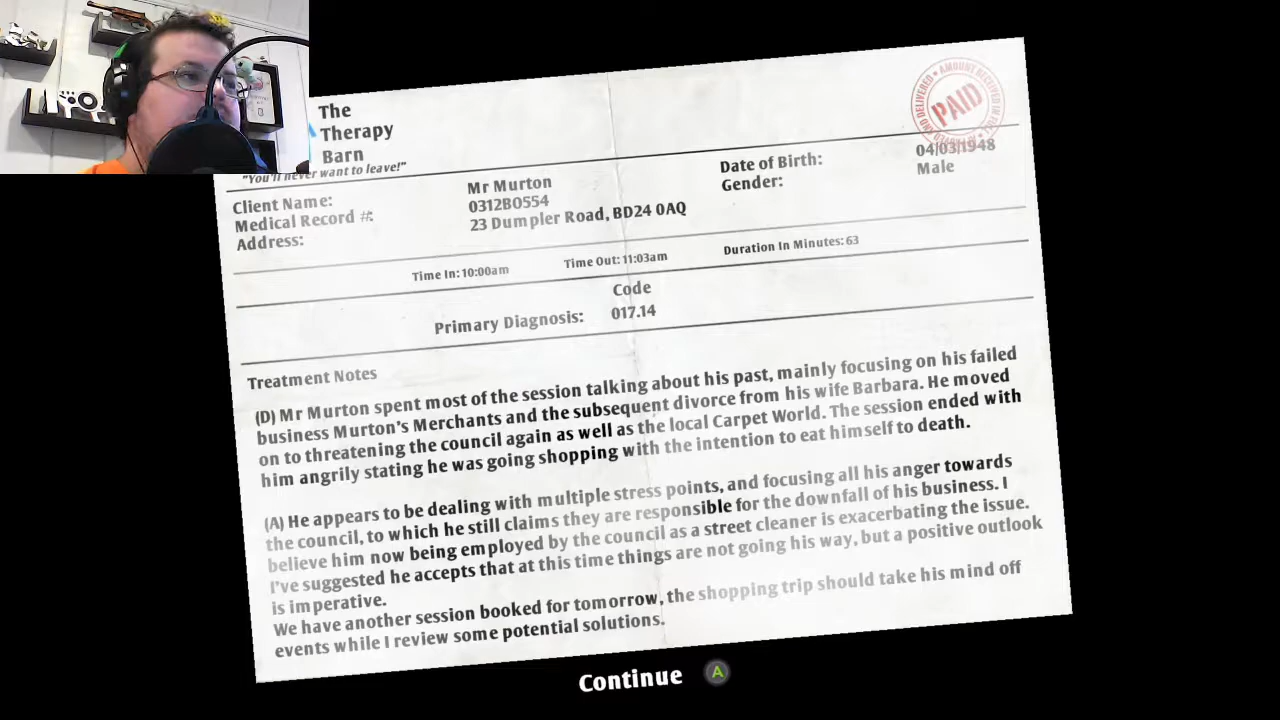 The
Therapy
Barn
"You'll never want to leave!"
PAID
AMOUNT RECEIVED IN FULL
AND DELIVERED
Client Name: Mr Murton Date of Birth: 04/03/1948
Medical Record #: 0312B0554 Gender: Male
Address: 23 Dumpler Road, BD24 0AQ
Time In: 10:00am Time Out: 11:03am Duration In Minutes: 63
Code
Primary Diagnosis: 017.14
Treatment Notes
(D) Mr Murton spent most of the session talking about his past, mainly focusing on his failed
business Murton's Merchants and the subsequent divorce from his wife Barbara. He moved
on to threatening the council again as well as the local Carpet World. The session ended with
him angrily stating he was going shopping with the intention to eat himself to death.
(A) He appears to be dealing with multiple stress points, and focusing all his anger towards
the council, to which he still claims they are responsible for the downfall of his business. I
believe him now being employed by the council as a street cleaner is exacerbating the issue.
I've suggested he accepts that at this time things are not going his way, but a positive outlook
is imperative.
We have another session booked for tomorrow, the shopping trip should take his mind off
events while I review some potential solutions.
Continue A